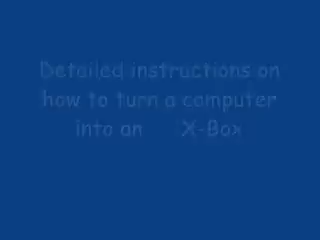 Detailed instructions on
how to turn a computer
into an X-Box